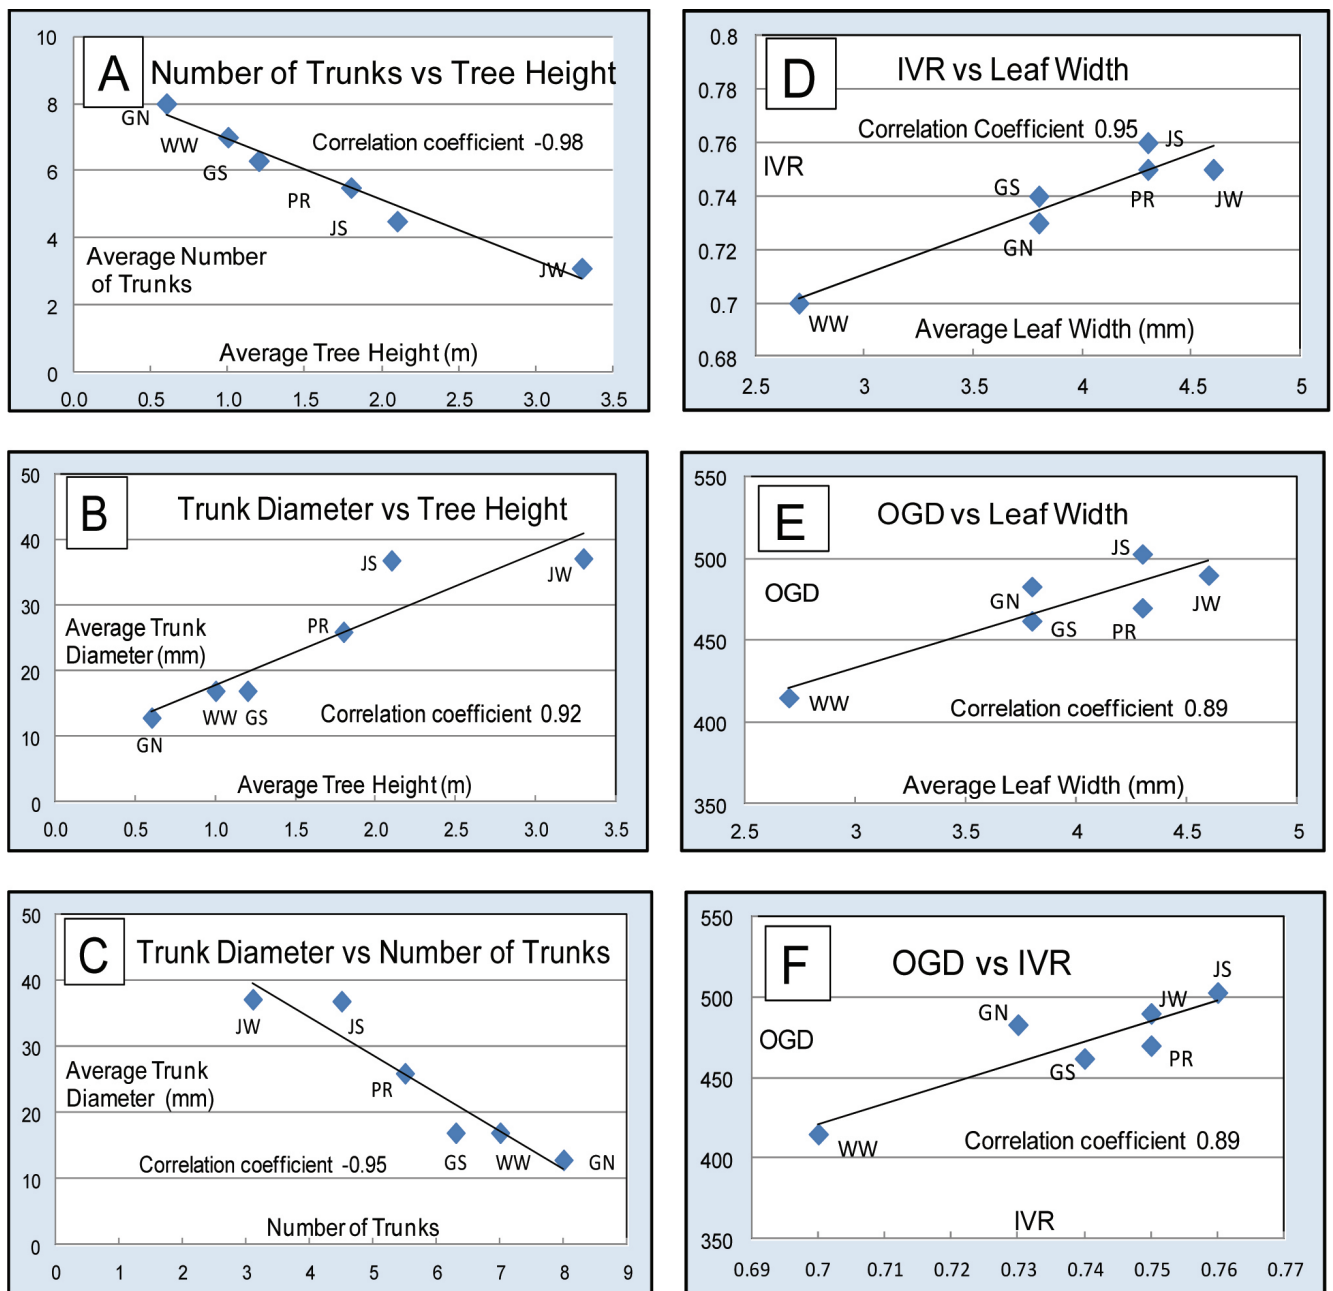 A
Number of Trunks vs Tree Height
Correlation coefficient -0.98
Average Number
of Trunks
10
8
6
4
2
0
GN
WW
GS
PR
JS
JW
Average Tree Height (m)
0.0 0.5 1.0 1.5 2.0 2.5 3.0 3.5
D
IVR vs Leaf Width
Correlation Coefficient 0.95
IVR
0.8
0.78
0.76
0.74
0.72
0.7
0.68
JS
GS
PR
JW
GN
WW
Average Leaf Width (mm)
2.5 3 3.5 4 4.5 5
B
Trunk Diameter vs Tree Height
50
40
30
20
10
0
JS
JW
PR
Average Trunk
Diameter (mm)
WW GS
GN
Correlation coefficient 0.92
Average Tree Height (m)
0.0 0.5 1.0 1.5 2.0 2.5 3.0 3.5
E
OGD vs Leaf Width
OGD
550
500
450
400
350
JS
GN
JW
GS
PR
WW
Correlation coefficient 0.89
Average Leaf Width (mm)
2.5 3 3.5 4 4.5 5
C
Trunk Diameter vs Number of Trunks
50
40
30
20
10
0
JW
JS
PR
Average Trunk
Diameter (mm)
GS WW GN
Correlation coefficient -0.95
Number of Trunks
0 1 2 3 4 5 6 7 8 9
F
OGD vs IVR
OGD
550
500
450
400
350
JS
JW
GN
PR
GS
WW
Correlation coefficient 0.89
IVR
0.69 0.7 0.71 0.72 0.73 0.74 0.75 0.76 0.77